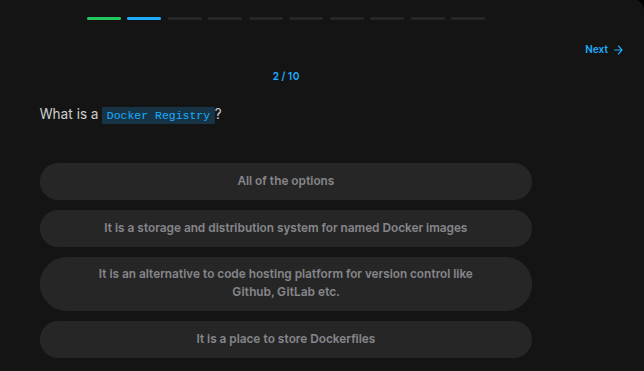 Next →
2 / 10
What is a Docker Registry?
All of the options
It is a storage and distribution system for named Docker Images
It is an alternative to code hosting platform for version control like
Github, GitLab etc.
It is a place to store Dockerfiles